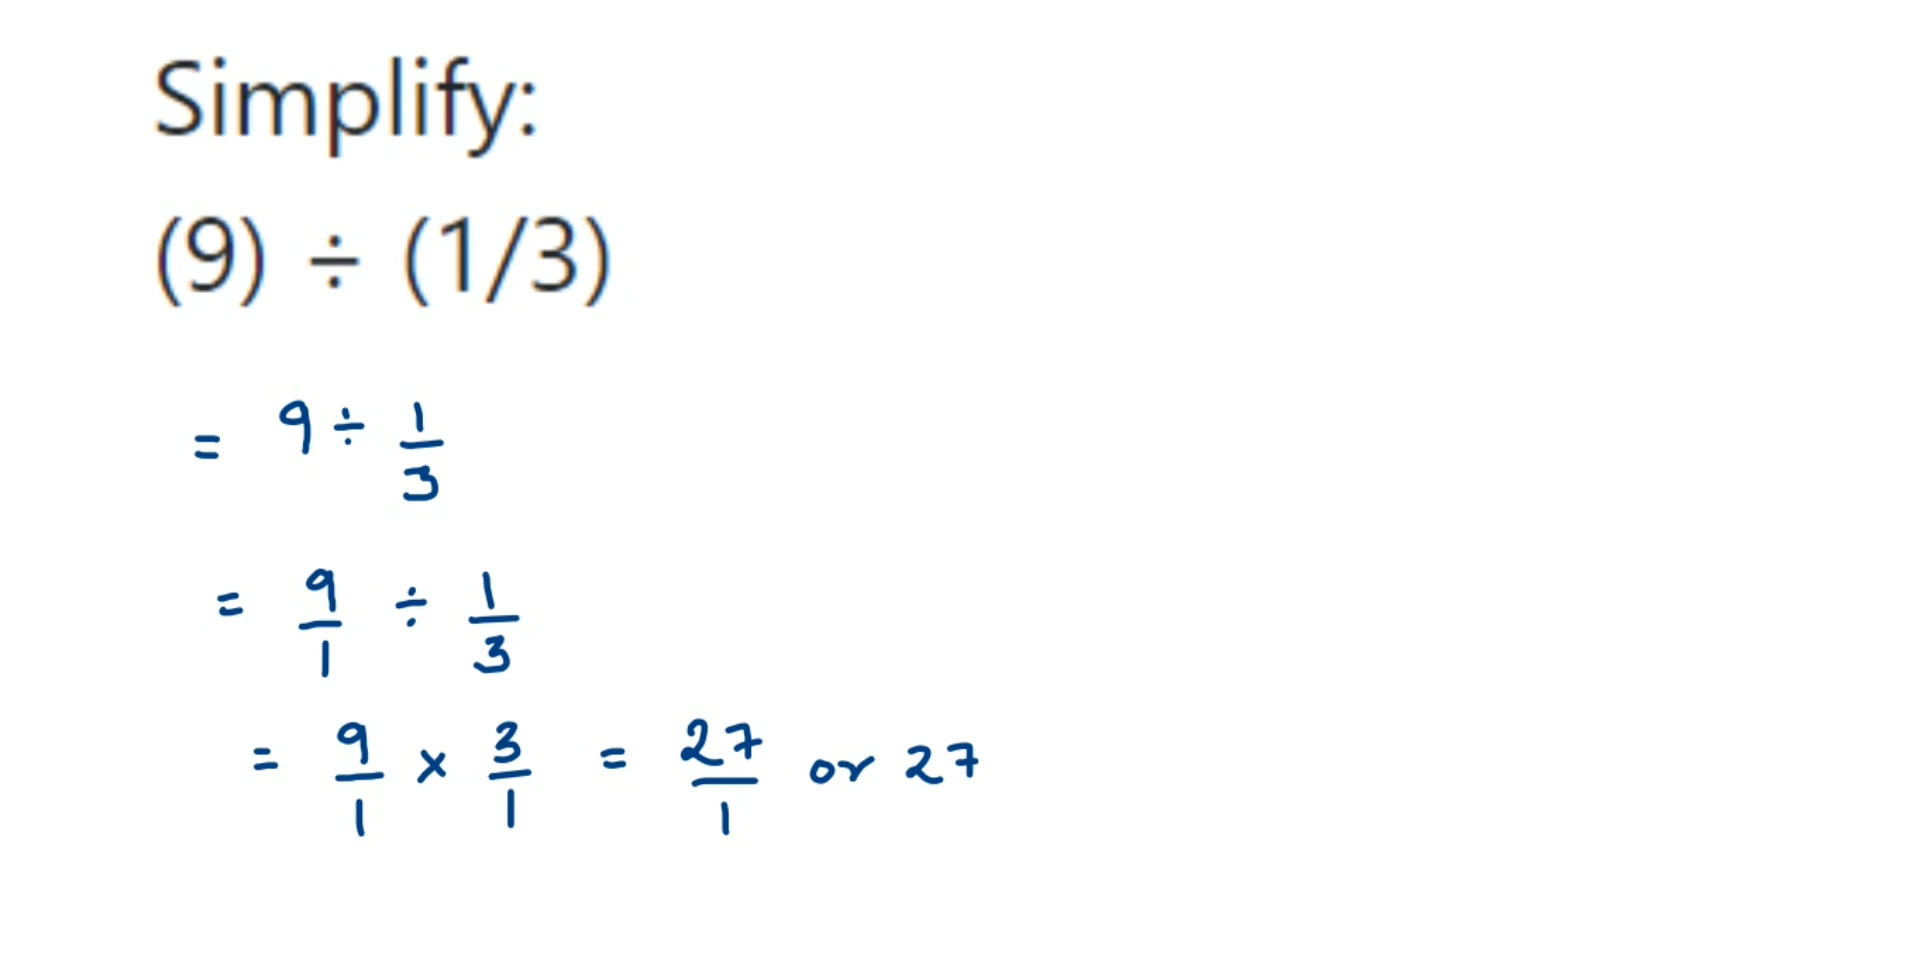 Simplify:
(9) ÷ (1/3)
= 9 ÷ 1/3
= 9/1 ÷ 1/3
= 9/1 × 3/1 = 27/1 or 27